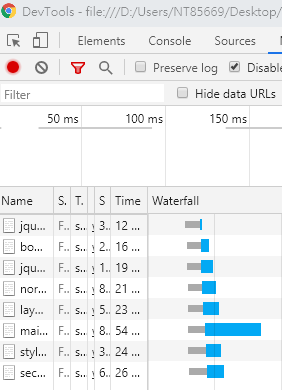 DevTools - file:///D:/Users/NT85669/Desktop/
Elements Console Sources
Preserve log Disable
Filter Hide data URLs
50 ms 100 ms 150 ms
Name S. T. S Time Waterfall
jqu... F.. s.. 3.. 12 ...
bo... F.. s.. 2.. 16 ...
jqu... F.. s.. 1.. 19 ...
nor... F.. s.. 8.. 21 ...
lay... F.. s.. 5.. 23 ...
mai... F.. s.. 8.. 54 ...
styl... F.. s.. 3.. 24 ...
sec... F.. s.. 6.. 26 ...